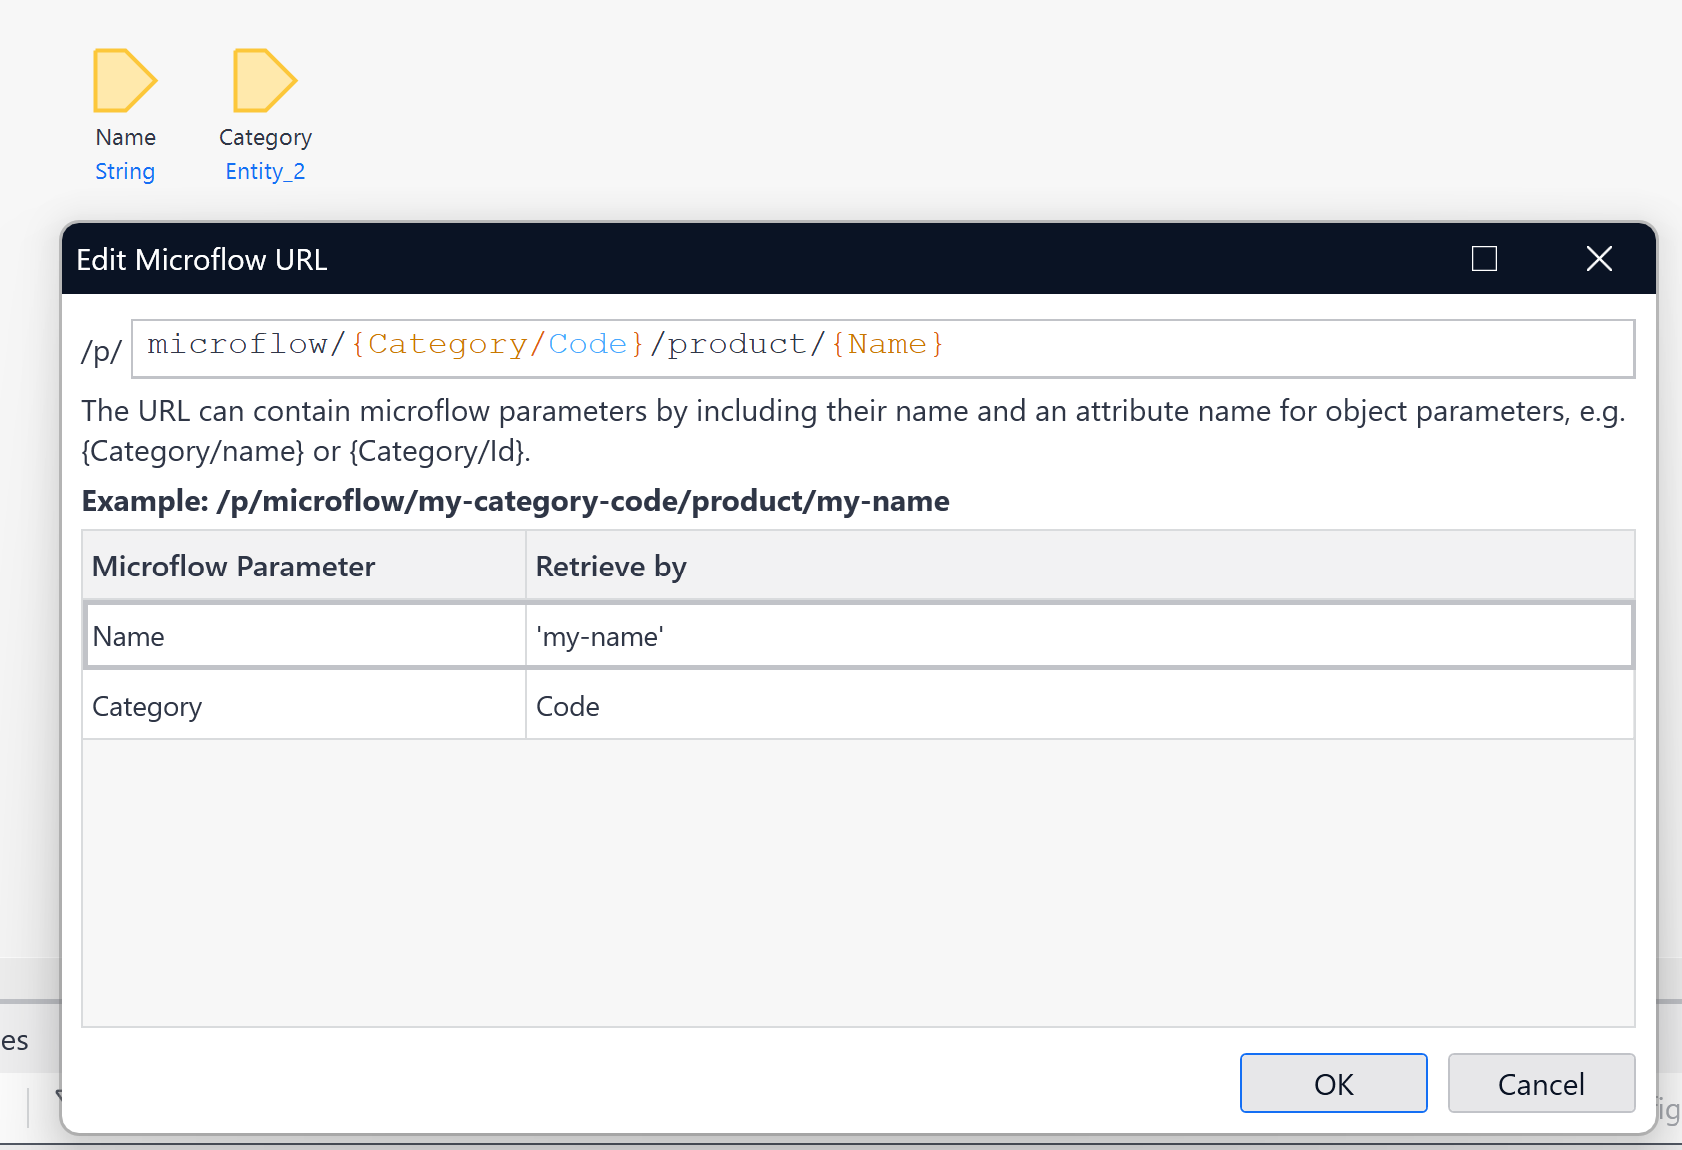 Name Category
String Entity_2
Edit Microflow URL
/p/ microflow/{Category/Code}/product/{Name}
The URL can contain microflow parameters by including their name and an attribute name for object parameters, e.g.
{Category/name} or {Category/Id}.
Example: /p/microflow/my-category-code/product/my-name
Microflow Parameter Retrieve by
Name 'my-name'
Category Code
es
OK Cancel